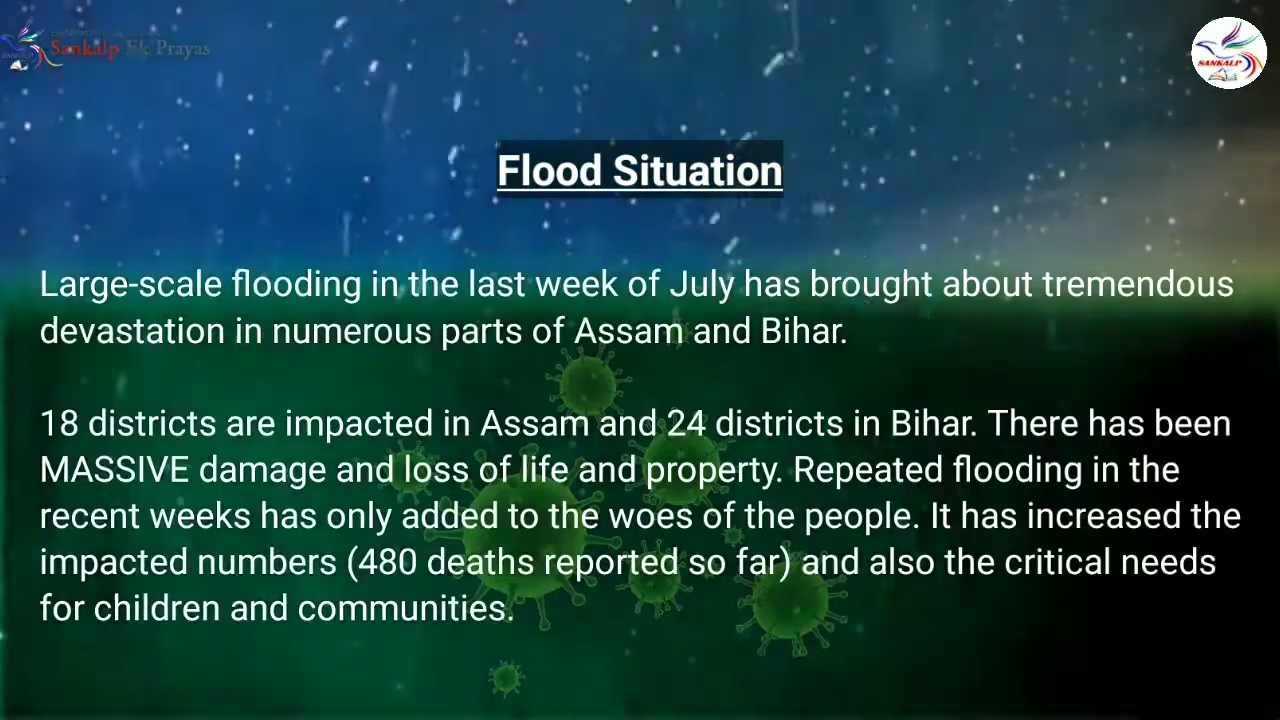 Sankalp Ek Prayas
SANKALP
Flood Situation
Large-scale flooding in the last week of July has brought about tremendous
devastation in numerous parts of Assam and Bihar.
18 districts are impacted in Assam and 24 districts in Bihar. There has been
MASSIVE damage and loss of life and property. Repeated flooding in the
recent weeks has only added to the woes of the people. It has increased the
impacted numbers (480 deaths reported so far) and also the critical needs
for children and communities.